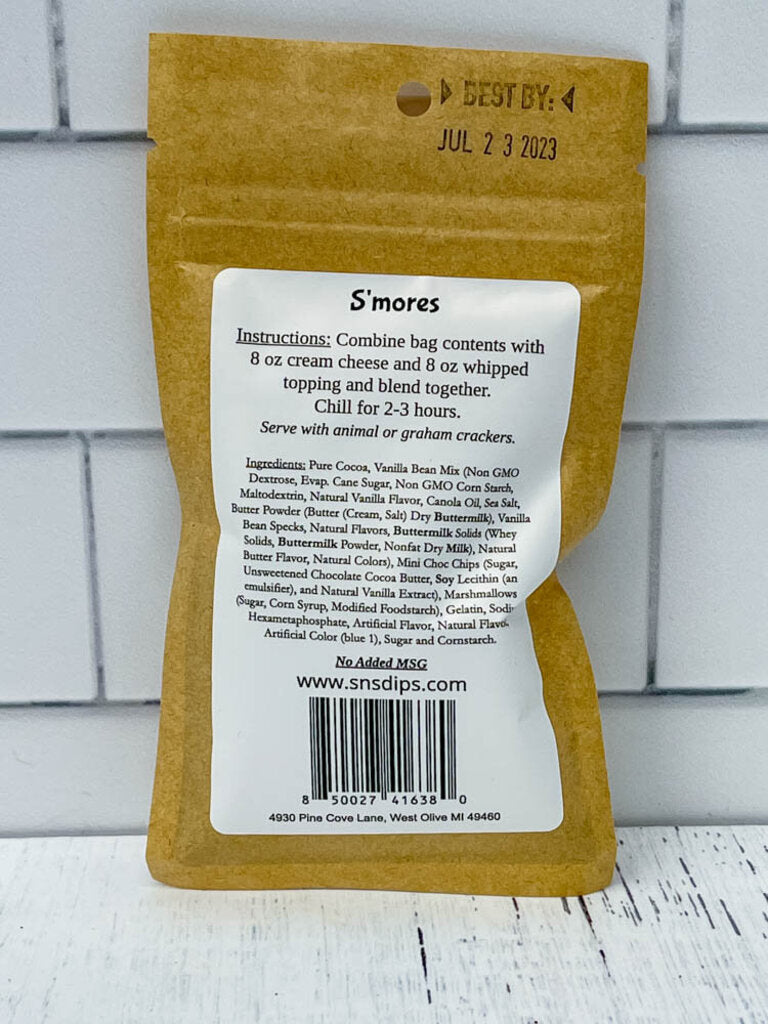 BEST BY:
JUL 23 2023
S'mores
Instructions: Combine bag contents with
8 oz cream cheese and 8 oz whipped
topping and blend together.
Chill for 2-3 hours.
Serve with animal or graham crackers.
Ingredients: Pure Cocoa, Vanilla Bean Mix (Non GMO
Dextrose, Evap. Cane Sugar, Non GMO Corn Starch,
Maltodextrin, Natural Vanilla Flavor, Canola Oil, Sea Salt,
Butter Powder (Butter (Cream, Salt) Dry Buttermilk), Vanilla
Bean Specks, Natural Flavors, Buttermilk Solids (Whey
Solids, Buttermilk Powder, Nonfat Dry Milk), Natural
Butter Flavor, Natural Colors), Mini Choc Chips (Sugar,
Unsweetened Chocolate Cocoa Butter, Soy Lecithin (an
emulsifier), and Natural Vanilla Extract), Marshmallows
(Sugar, Corn Syrup, Modified Foodstarch), Gelatin,
Hexametaphosphate, Artificial Flavor, Natural
Artificial Color (blue 1), Sugar and Cornstarch.
No Added MSG
www.snsdips.com
8 50027 41638 0
4930 Pine Cove Lane, West Olive MI 49460